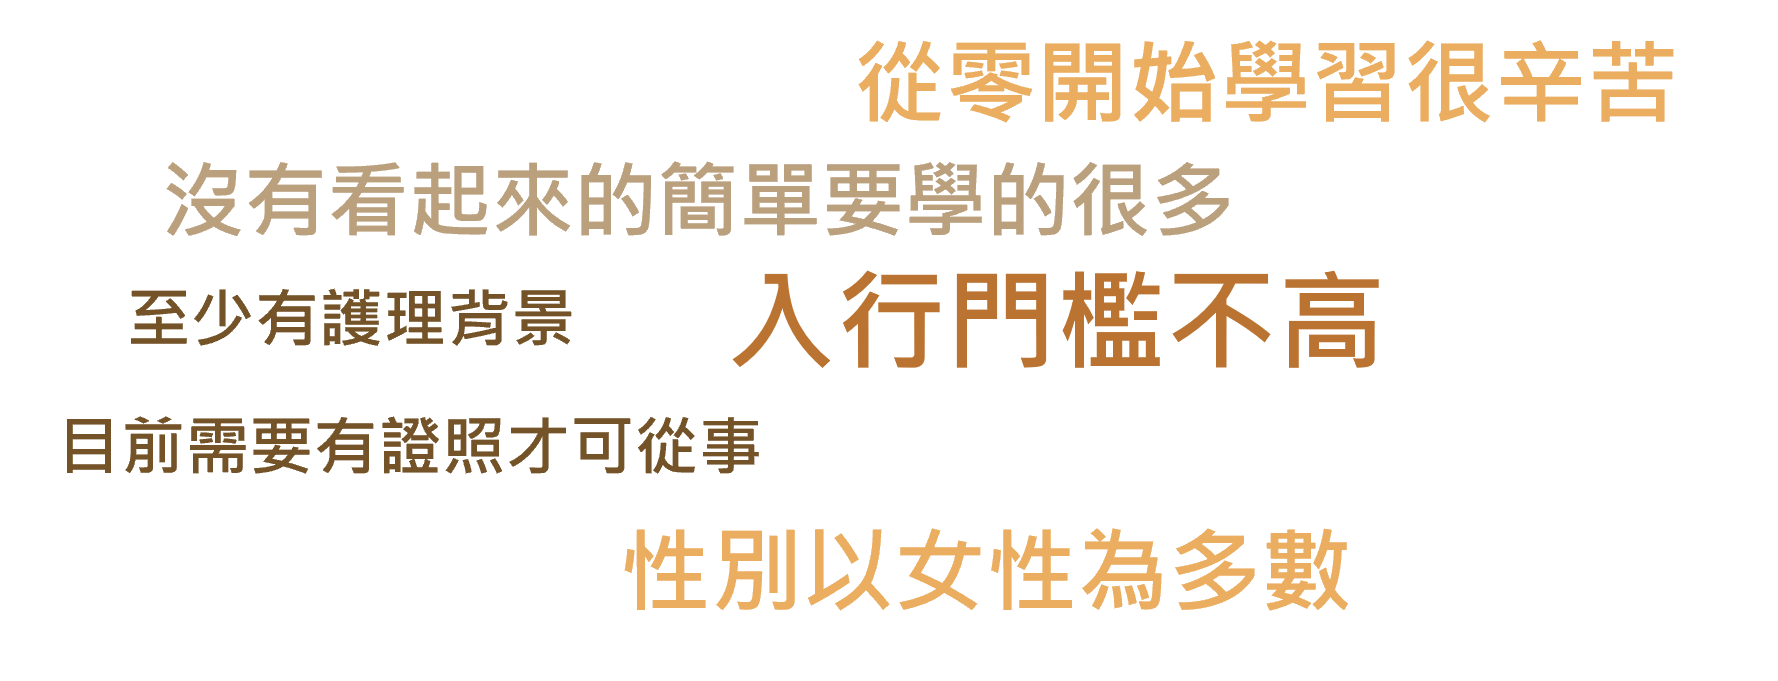 從零開始學習很辛苦
沒有看起來的簡單要學的很多
至少有護理背景
入行門檻不高
目前需要有證照才可從事
性別以女性為多數